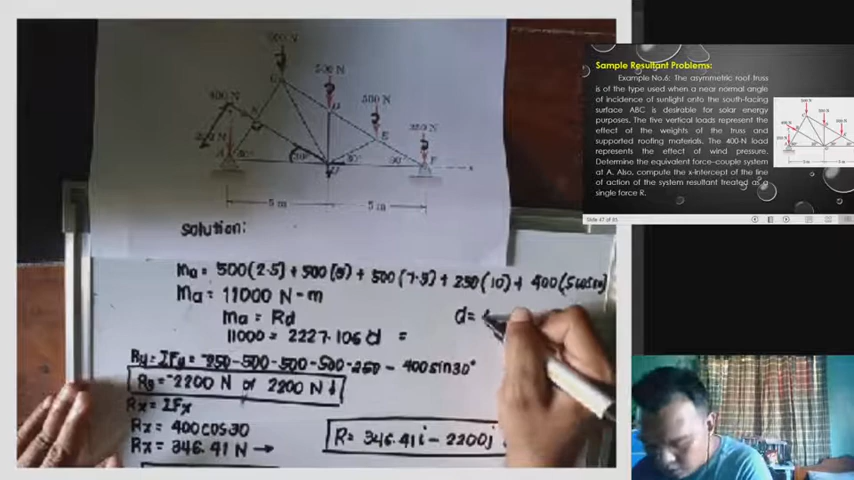 500 N
500 N
400 N
500 N
250 N
250 N
A
60°
30°
30°
30°
F
x
5 m
5 m
solution:
Ma = 500(2.5) + 500(5) + 500(7.5) + 250(10) + 400(5cos60)
Ma = 11000 N-m
Ma = Rd
d=
11000 = 2227.106 d =
Ry = ΣFy = -250-500-500-500-250 - 400sin30°
Ry = -2200 N or 2200 N↓
Rx = ΣFx
Rx = 400cos30
Rx = 346.41 N →
R = 346.41i - 2200j
Sample Resultant Problems:
Example No.6: The asymmetric roof truss
is of the type used when a near normal angle
of incidence of sunlight onto the south-facing
surface ABC is desirable for solar energy
purposes. The five vertical loads represent the
effect of the weights of the truss and
supported roofing materials. The 400-N load
represents the effect of wind pressure.
Determine the equivalent force-couple system
at A. Also, compute the x-intercept of the line
of action of the system resultant treated as a
single force R.